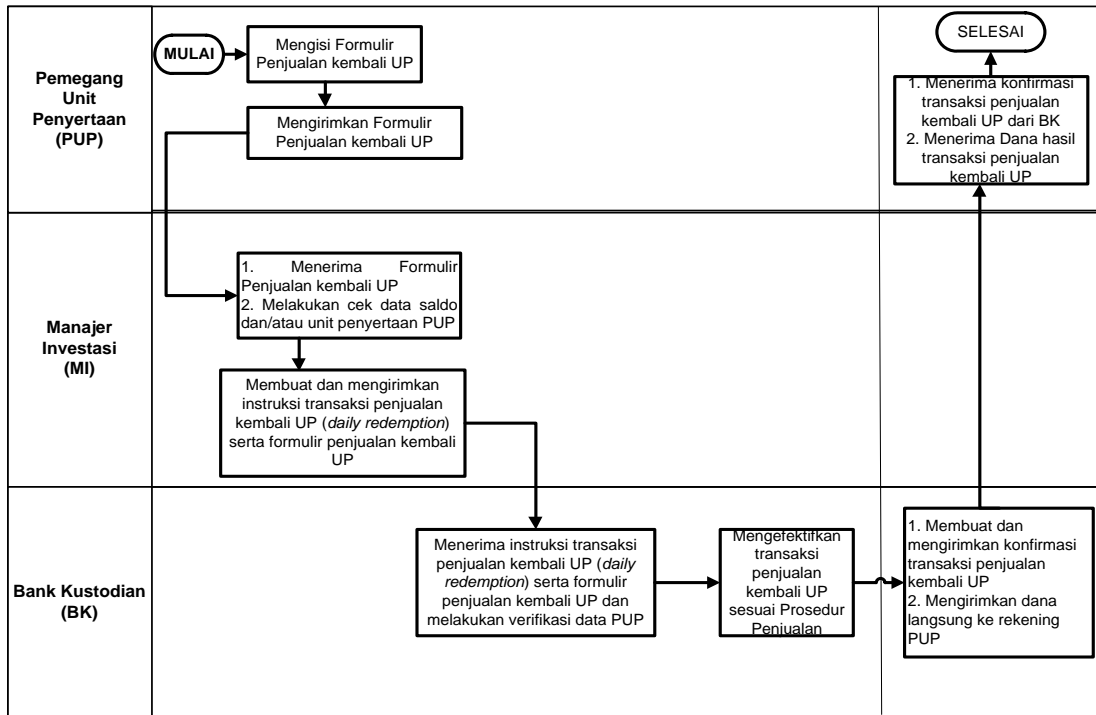 Pemegang
Unit
Penyertaan
(PUP)
MULAI
Mengisi Formulir
Penjualan kembali UP
Mengirimkan Formulir
Penjualan kembali UP
SELESAI
1. Menerima konfirmasi
transaksi penjualan
kembali UP dari BK
2. Menerima Dana hasil
transaksi penjualan
kembali UP
Manajer
Investasi
(MI)
1. Menerima Formulir
Penjualan kembali UP
2. Melakukan cek data saldo
dan/atau unit penyertaan PUP
Membuat dan mengirimkan
instruksi transaksi penjualan
kembali UP (daily redemption)
serta formulir penjualan kembali
UP
Bank Kustodian
(BK)
Menerima instruksi transaksi
penjualan kembali UP (daily
redemption) serta formulir
penjualan kembali UP dan
melakukan verifikasi data PUP
Mengefektifkan
transaksi
penjualan
kembali UP
sesuai Prosedur
Penjualan
1. Membuat dan
mengirimkan konfirmasi
transaksi penjualan
kembali UP
2. Mengirimkan dana
langsung ke rekening
PUP